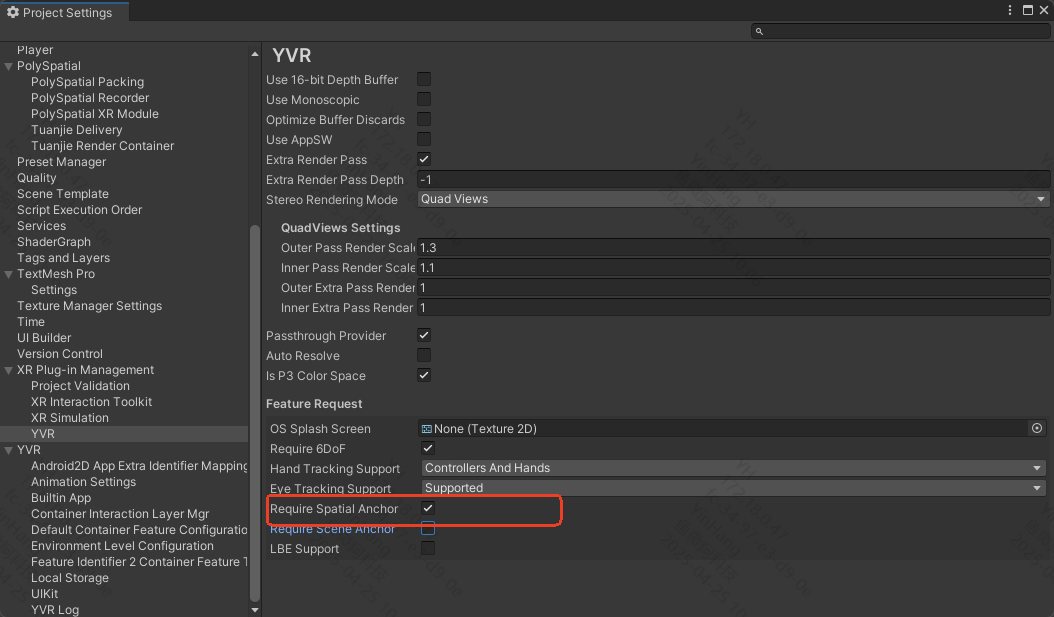 Project Settings
Player
PolySpatial
PolySpatial Packing
PolySpatial Recorder
PolySpatial XR Module
Tuanjie Delivery
Tuanjie Render Container
Preset Manager
Quality
Scene Template
Script Execution Order
Services
ShaderGraph
Tags and Layers
TextMesh Pro
Settings
Texture Manager Settings
Time
UI Builder
Version Control
XR Plug-in Management
Project Validation
XR Interaction Toolkit
XR Simulation
YVR
YVR
Android2D App Extra Identifier Mapping
Animation Settings
Builtin App
Container Interaction Layer Mgr
Default Container Feature Configuratio
Environment Level Configuration
Feature Identifier 2 Container Feature T
Local Storage
UIKit
YVR Log
YVR
Use 16-bit Depth Buffer
Use Monoscopic
Optimize Buffer Discards
Use AppSW
Extra Render Pass
Extra Render Pass Depth -1
Stereo Rendering Mode Quad Views
QuadViews Settings
Outer Pass Render Scale 1.3
Inner Pass Render Scale 1.1
Outer Extra Pass Render 1
Inner Extra Pass Render 1
Passthrough Provider
Auto Resolve
Is P3 Color Space
Feature Request
OS Splash Screen None (Texture 2D)
Require 6DoF
Hand Tracking Support Controllers And Hands
Eye Tracking Support Supported
Require Spatial Anchor
Require Scene Anchor
LBE Support